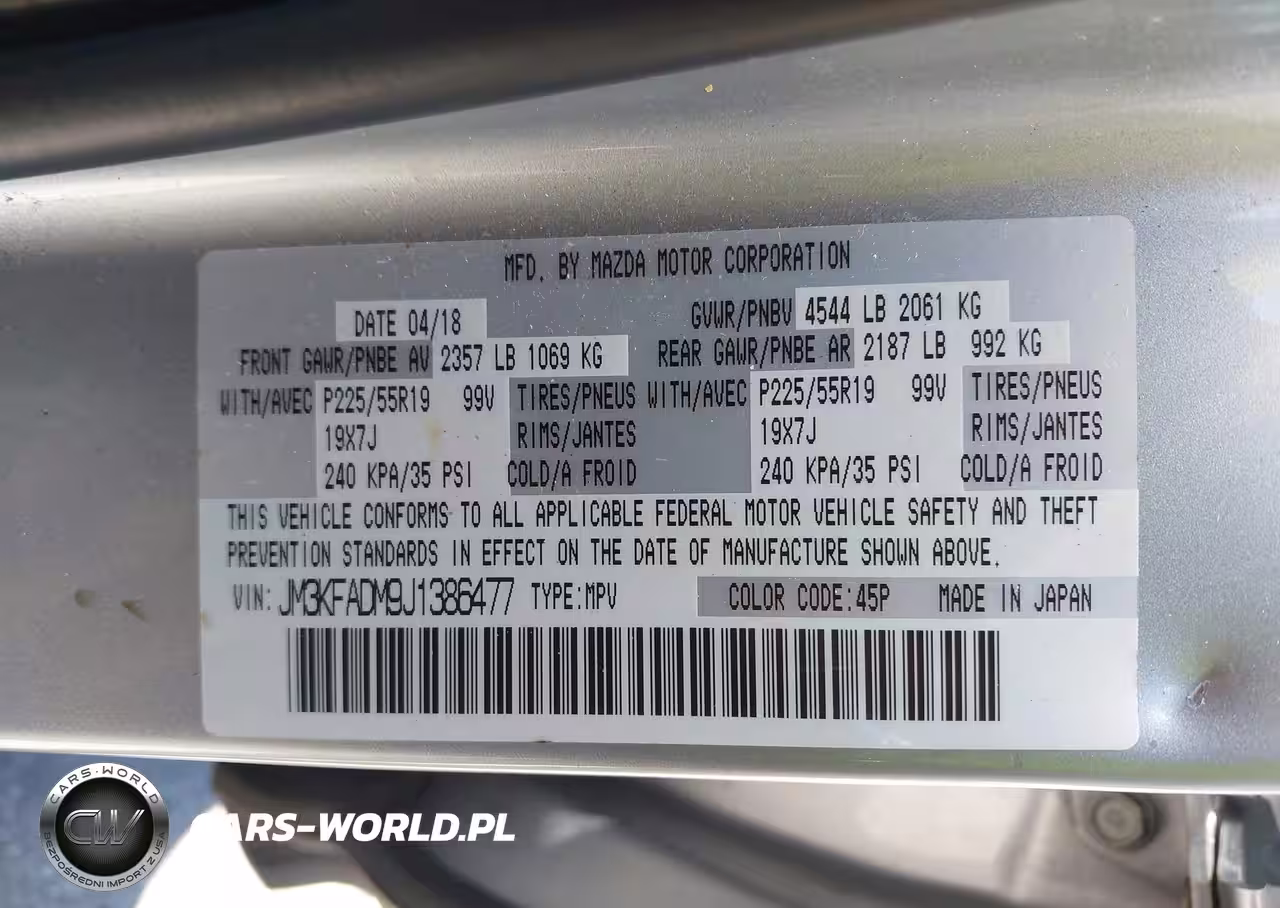 MFD. BY MAZDA MOTOR CORPORATION
DATE 04/18 GVWR/PNBV 4544 LB 2061 KG
FRONT GAWR/PNBE AV 2357 LB 1069 KG REAR GAWR/PNBE AR 2187 LB 992 KG
WITH/AVEC P225/55R19 99V TIRES/PNEUS WITH/AVEC P225/55R19 99V TIRES/PNEUS
19X7J RIMS/JANTES 19X7J RIMS/JANTES
240 KPA/35 PSI COLD/A FROID 240 KPA/35 PSI COLD/A FROID
THIS VEHICLE CONFORMS TO ALL APPLICABLE FEDERAL MOTOR VEHICLE SAFETY AND THEFT
PREVENTION STANDARDS IN EFFECT ON THE DATE OF MANUFACTURE SHOWN ABOVE.
VIN: JM3KFADM9J1386477 TYPE:MPV COLOR CODE:45P MADE IN JAPAN
CARS-WORLD
CW
BEZPOŚREDNI IMPORT Z USA
CARS-WORLD.PL